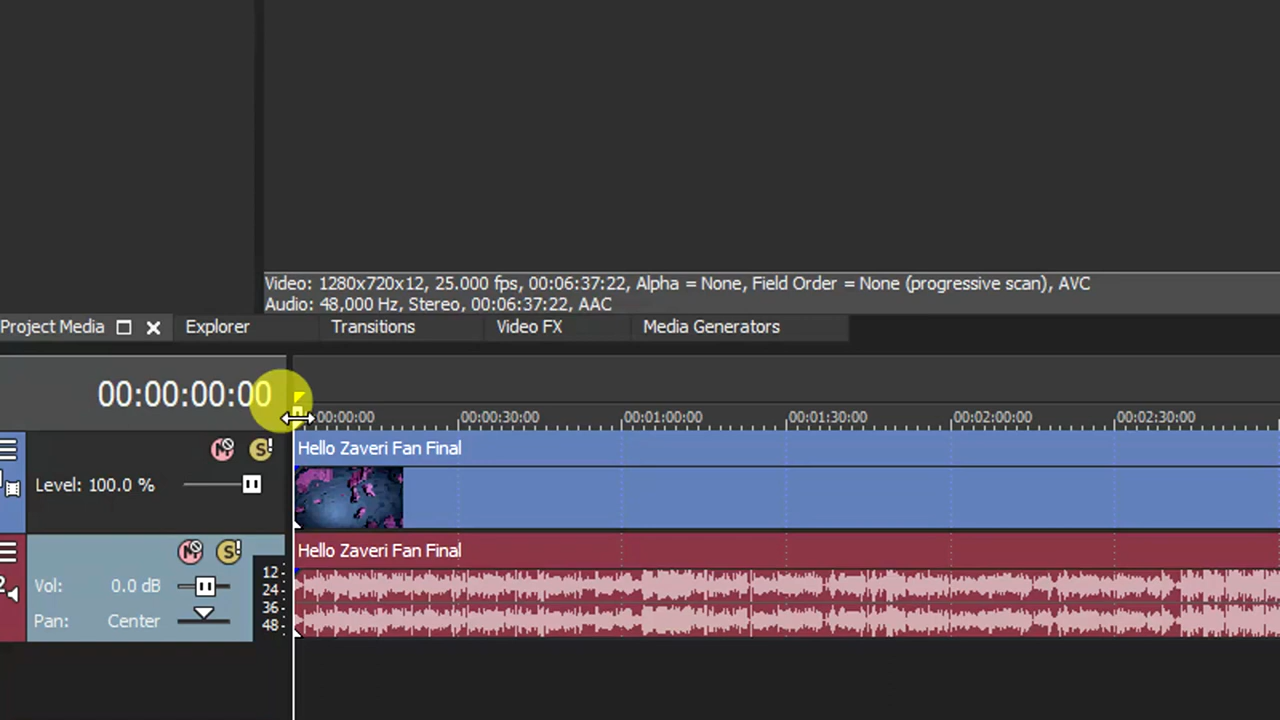 Video: 1280x720x12, 25.000 fps, 00:06:37:22, Alpha = None, Field Order = None (progressive scan), AVC
Audio: 48,000 Hz, Stereo, 00:06:37:22, AAC
Project Media Explorer Transitions Video FX Media Generators
00:00:00:00
00:00:30:00 00:01:00:00 00:01:30:00 00:02:00:00 00:02:30:00
M S!
Hello Zaveri Fan Final
Level: 100.0 %
M S!
Hello Zaveri Fan Final
Vol: 0.0 dB
Pan: Center
12
24
36
48